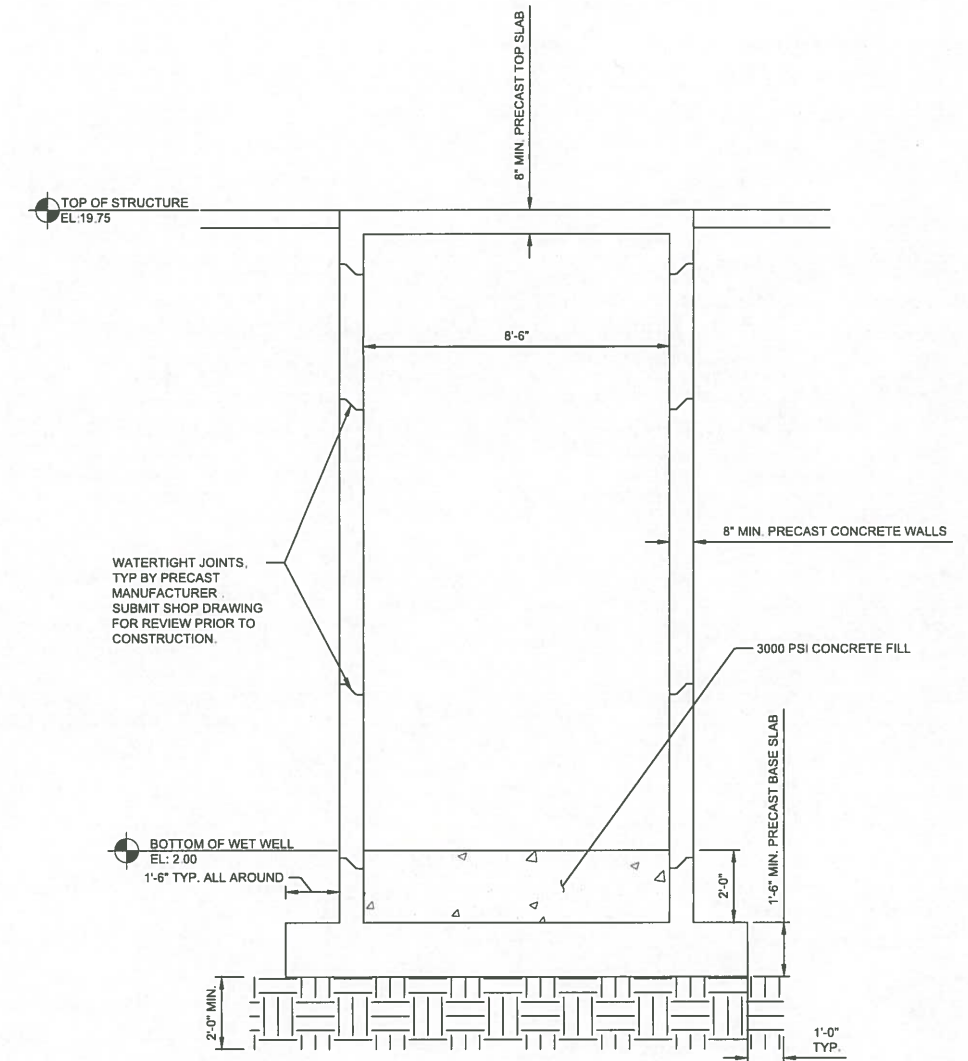 8" MIN. PRECAST TOP SLAB
TOP OF STRUCTURE
EL:19.75
8'-6"
8" MIN. PRECAST CONCRETE WALLS
WATERTIGHT JOINTS,
TYP BY PRECAST
MANUFACTURER.
SUBMIT SHOP DRAWING
FOR REVIEW PRIOR TO
CONSTRUCTION.
3000 PSI CONCRETE FILL
1'-6" MIN. PRECAST BASE SLAB
BOTTOM OF WET WELL
EL: 2.00
1'-6" TYP. ALL AROUND
2'-0"
2'-0" MIN.
1'-0"
TYP.